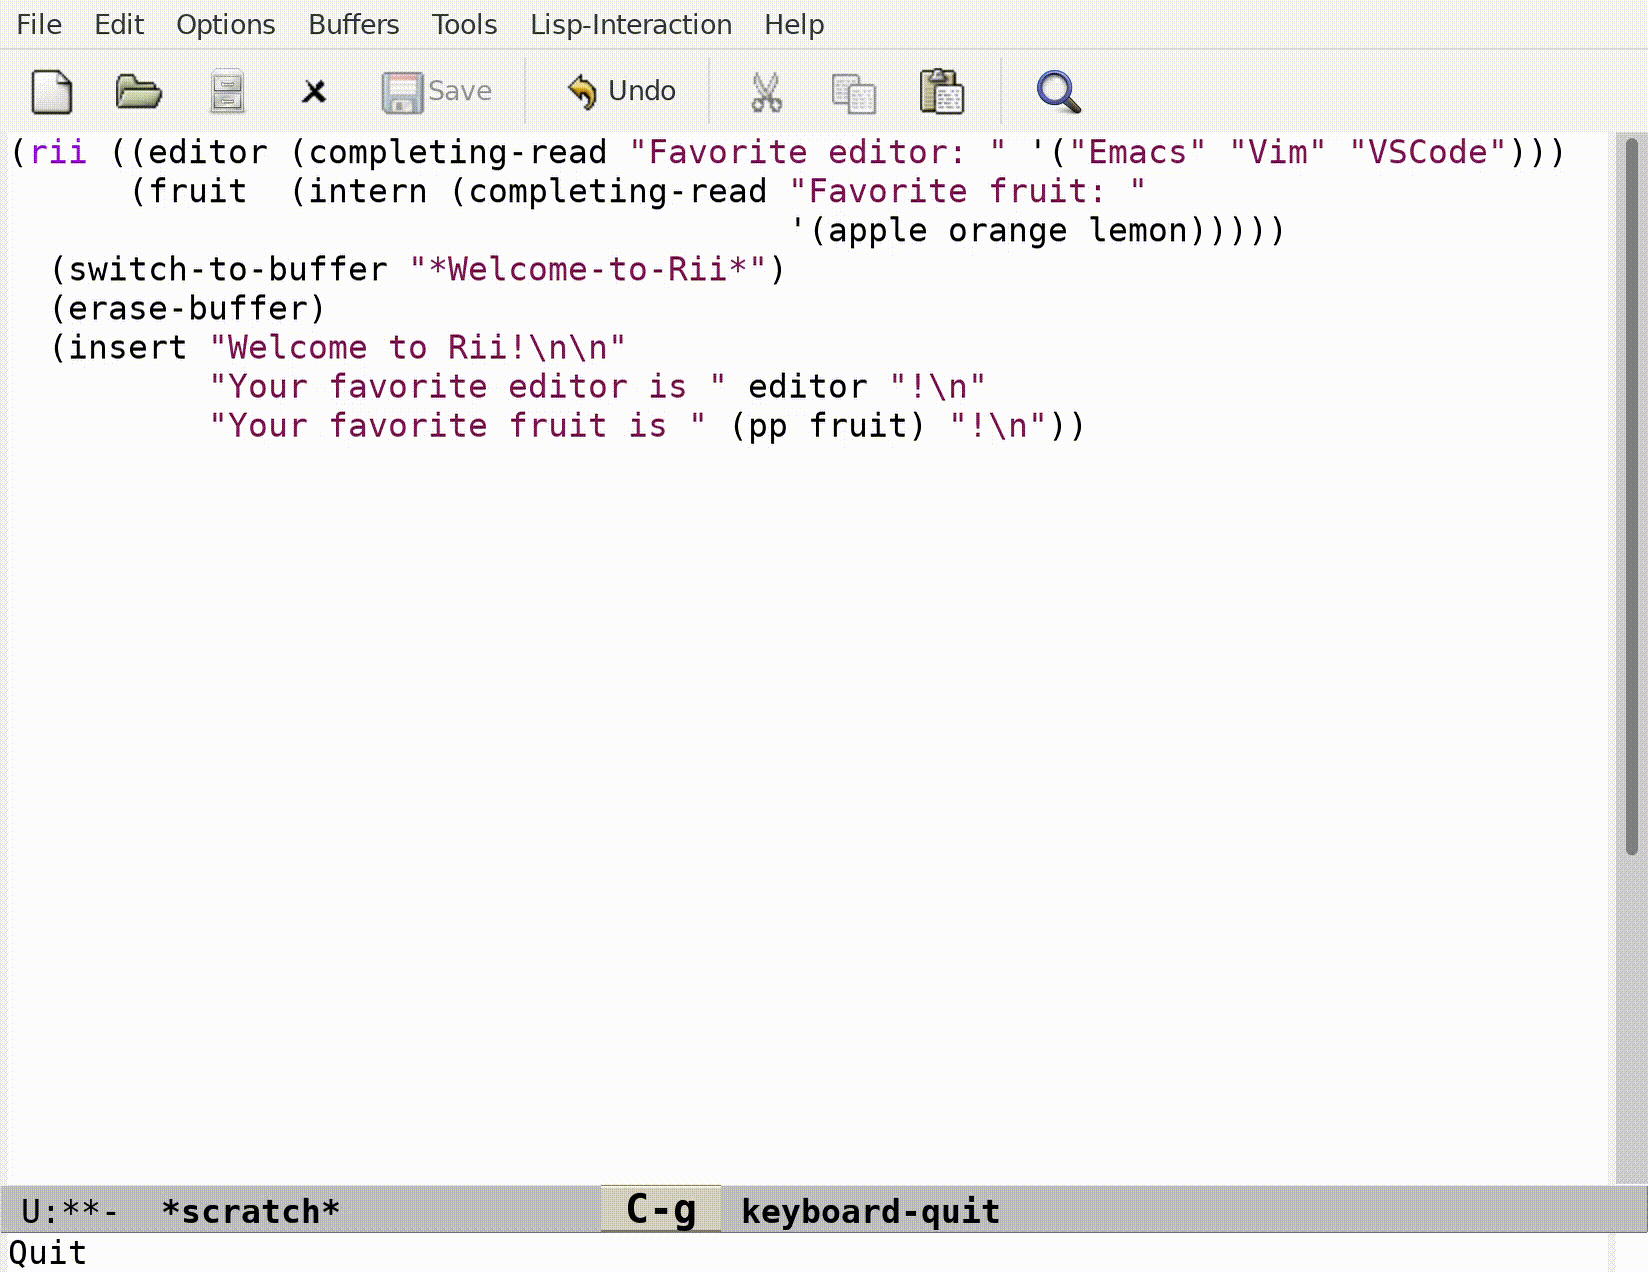 File Edit Options Buffers Tools Lisp-Interaction Help
Save Undo
(rii ((editor (completing-read "Favorite editor: " '("Emacs" "Vim" "VSCode")))
      (fruit  (intern (completing-read "Favorite fruit: "
                                       '(apple orange lemon)))))
  (switch-to-buffer "*Welcome-to-Rii*")
  (erase-buffer)
  (insert "Welcome to Rii!\n\n"
          "Your favorite editor is " editor "!\n"
          "Your favorite fruit is " (pp fruit) "!\n"))
U:**-  *scratch* C-g keyboard-quit
Quit